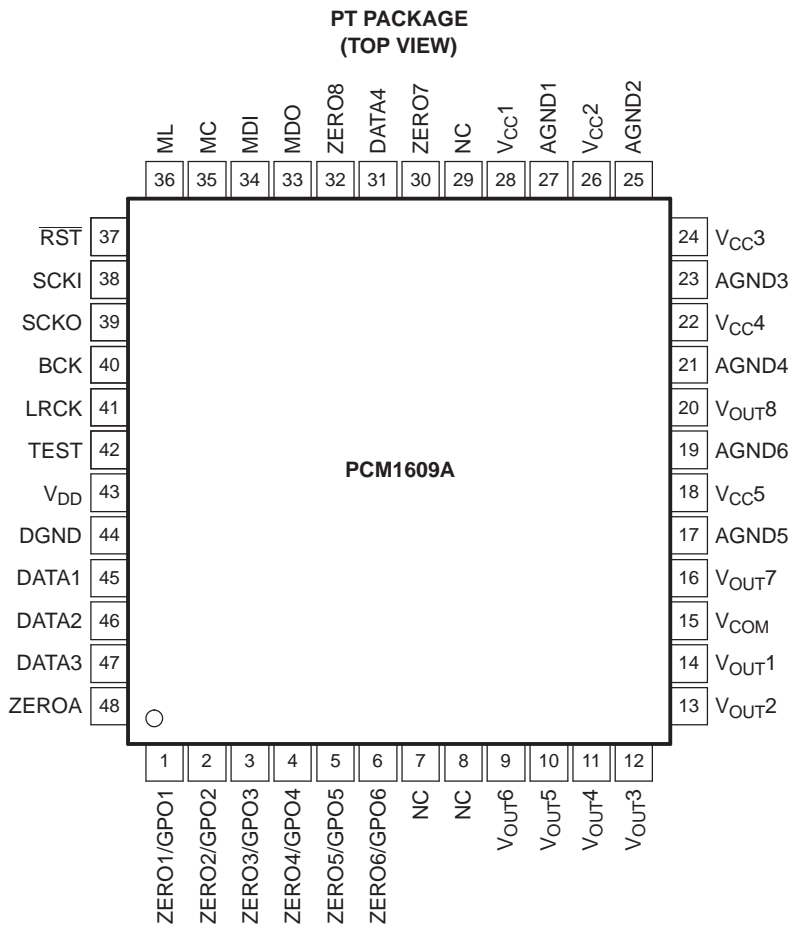 PT PACKAGE
(TOP VIEW)
ML
MC
MDI
MDO
ZERO8
DATA4
ZERO7
NC
VCC1
AGND1
VCC2
AGND2
36 35 34 33 32 31 30 29 28 27 26 25
RST 37
SCKI 38
SCKO 39
BCK 40
LRCK 41
TEST 42
VDD 43
DGND 44
DATA1 45
DATA2 46
DATA3 47
ZEROA 48
PCM1609A
24 VCC3
23 AGND3
22 VCC4
21 AGND4
20 VOUT8
19 AGND6
18 VCC5
17 AGND5
16 VOUT7
15 VCOM
14 VOUT1
13 VOUT2
1 2 3 4 5 6 7 8 9 10 11 12
ZERO1/GPO1
ZERO2/GPO2
ZERO3/GPO3
ZERO4/GPO4
ZERO5/GPO5
ZERO6/GPO6
NC
NC
VOUT6
VOUT5
VOUT4
VOUT3